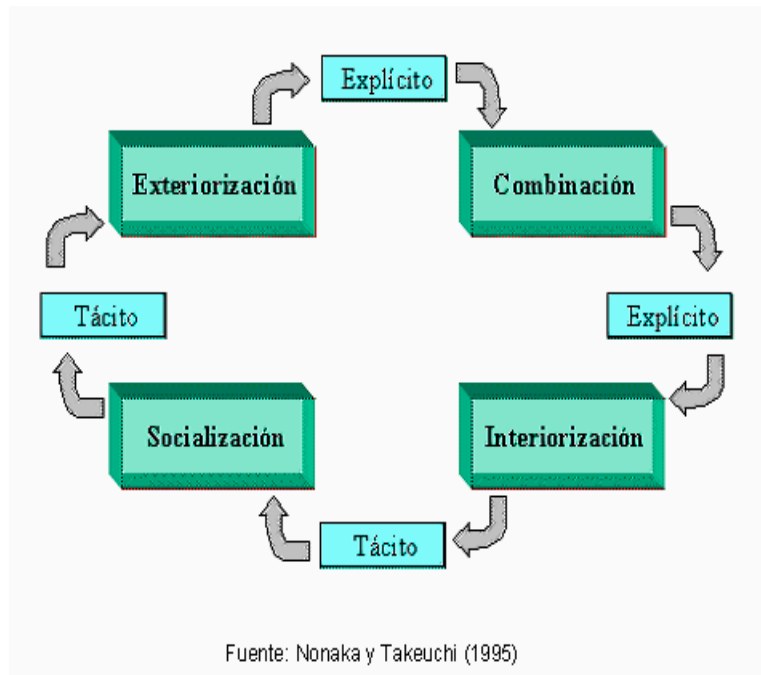 Explícito
Exteriorización
Combinación
Tácito
Explícito
Socialización
Interiorización
Tácito
Fuente: Nonaka y Takeuchi (1995)